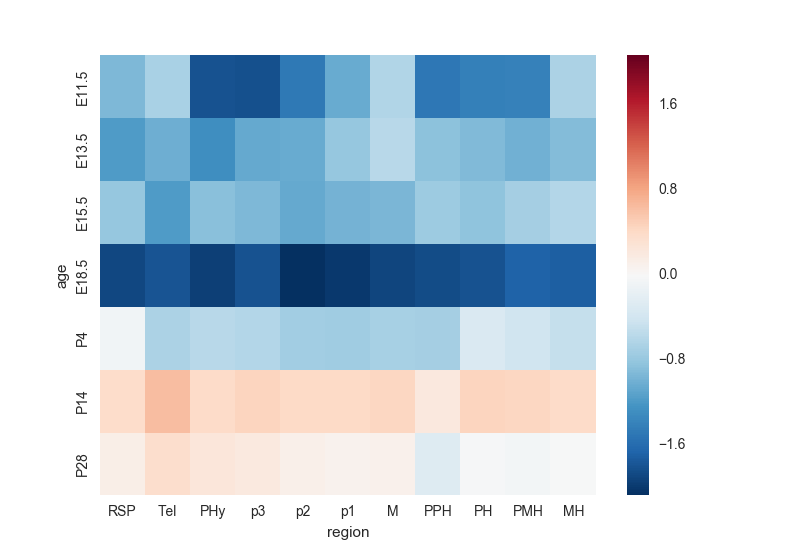 age
E11.5
E13.5
E15.5
E18.5
P4
P14
P28
RSP Tel PHy p3 p2 p1 M PPH PH PMH MH
region
1.6
0.8
0.0
−0.8
−1.6